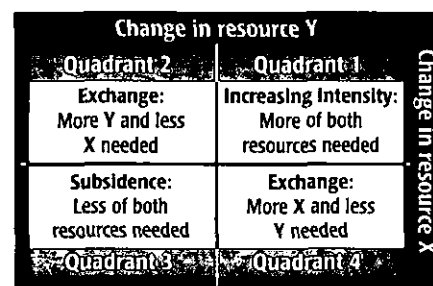 Change in resource Y
Quadrant 2
Quadrant 1
Exchange:
More Y and less
X needed
Increasing Intensity:
More of both
resources needed
Subsidence:
Less of both
resources needed
Exchange:
More X and less
Y needed
Quadrant 3
Quadrant 4
Change in resource X